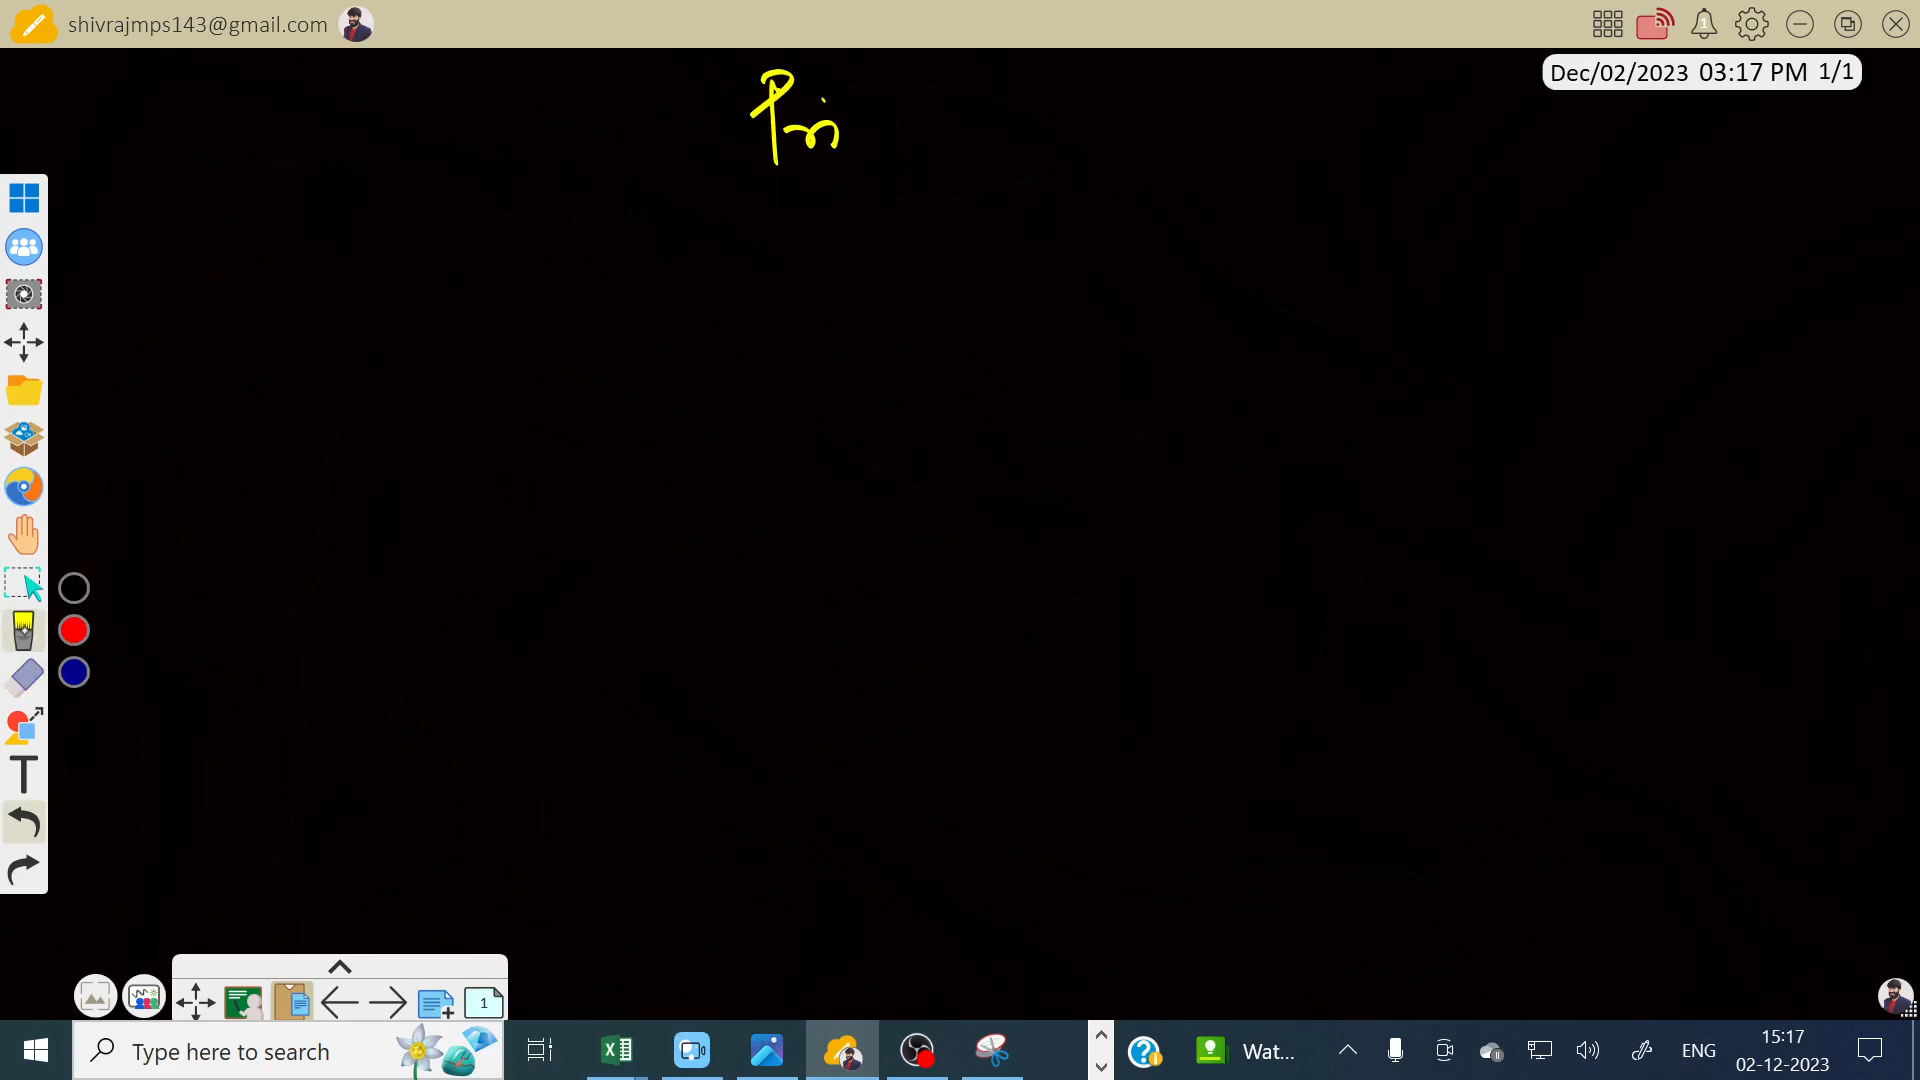 shivrajmps143@gmail.com
1
Dec/02/2023 03:17 PM 1/1
Pri
1
Type here to search
Wat...
ENG
15:17
02-12-2023